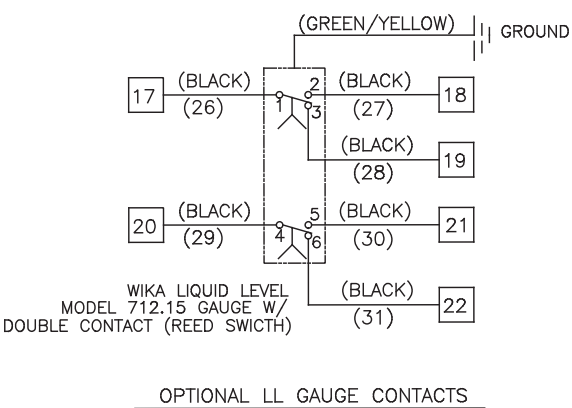 (GREEN/YELLOW)
GROUND
17 (BLACK) 1 2 (BLACK) 18
(26) 3 (27)
(BLACK) 19
(28)
20 (BLACK) 4 5 (BLACK) 21
(29) 6 (30)
WIKA LIQUID LEVEL
MODEL 712.15 GAUGE W/
DOUBLE CONTACT (REED SWICTH)
(BLACK) 22
(31)
OPTIONAL LL GAUGE CONTACTS